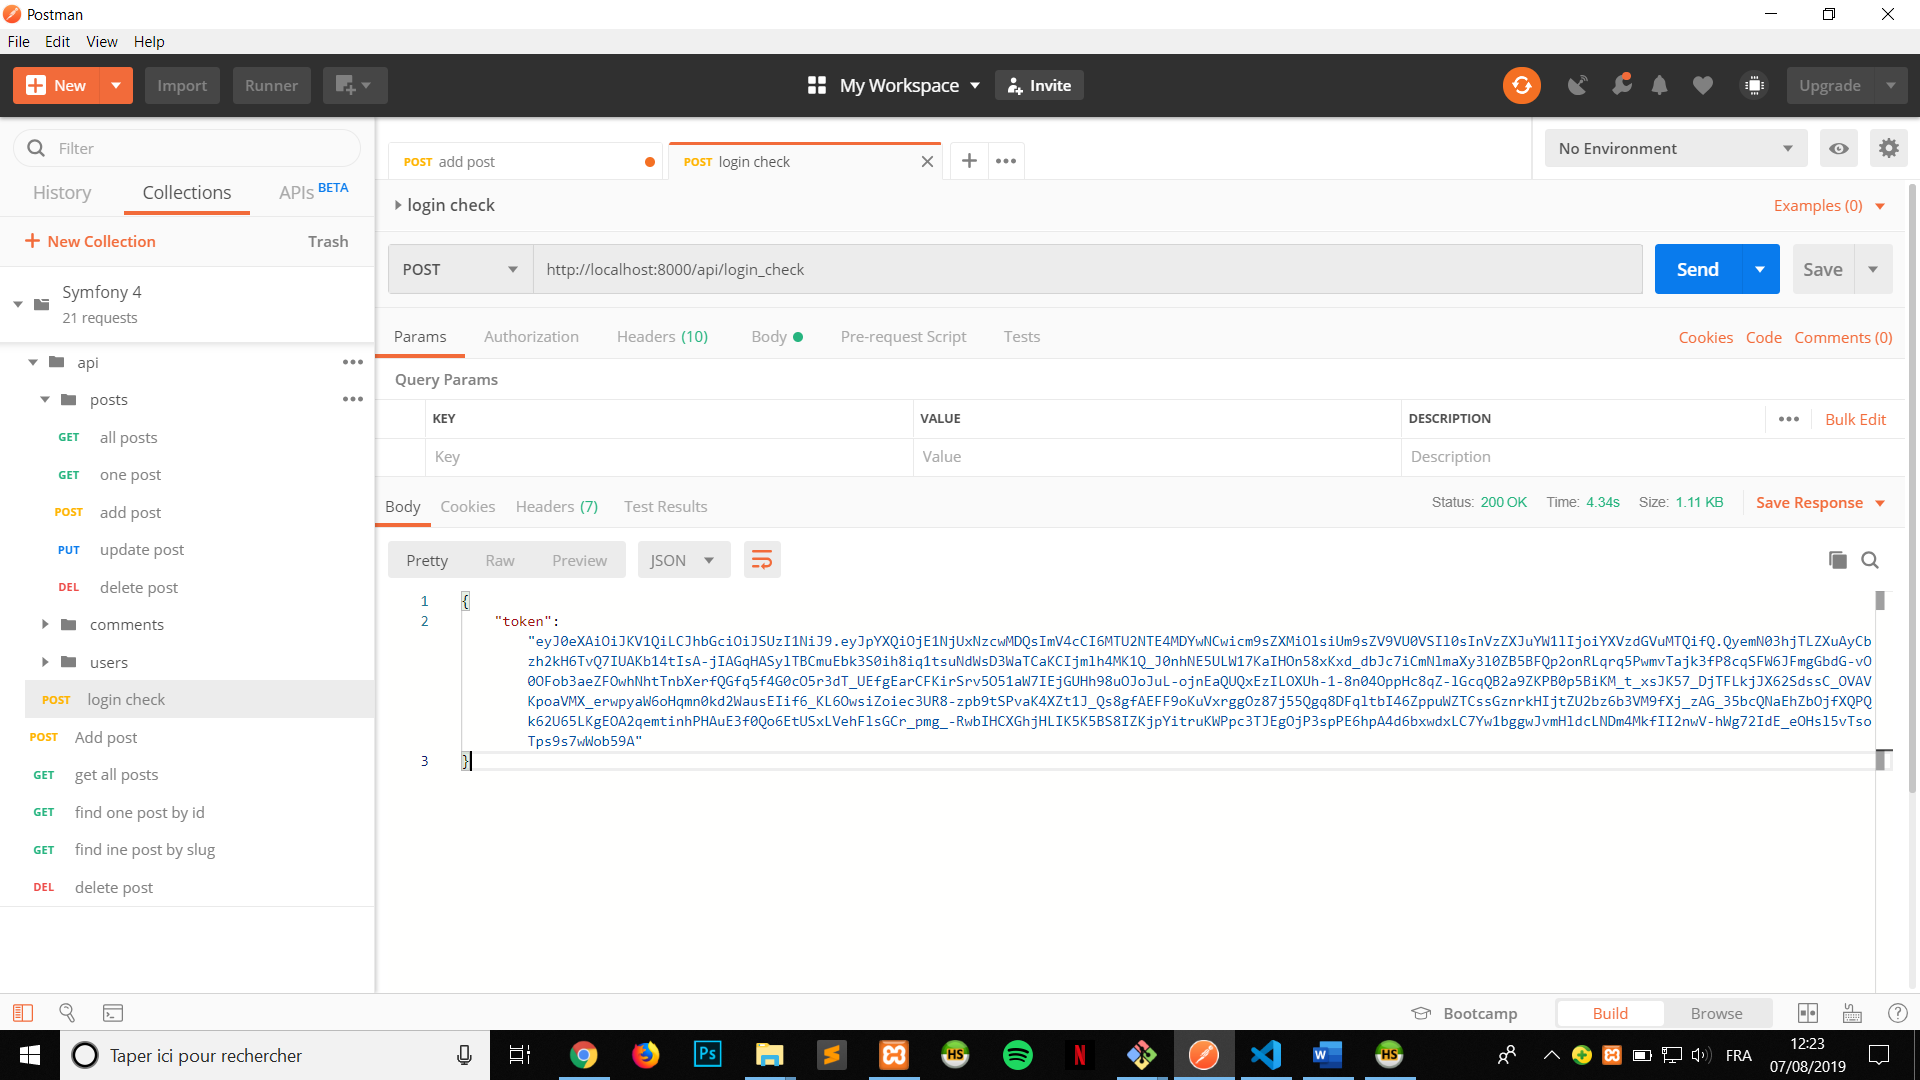 Postman
File Edit View Help
New Import Runner My Workspace Invite Upgrade
Filter
History Collections APIs BETA
New Collection Trash
Symfony 4
21 requests
api
posts
GET all posts
GET one post
POST add post
PUT update post
DEL delete post
comments
users
POST login check
POST Add post
GET get all posts
GET find one post by id
GET find ine post by slug
DEL delete post
POST add post POST login check
No Environment
login check
Examples (0)
POST http://localhost:8000/api/login_check Send Save
Params Authorization Headers (10) Body Pre-request Script Tests Cookies Code Comments (0)
Query Params
KEY VALUE DESCRIPTION Bulk Edit
Key Value Description
Body Cookies Headers (7) Test Results Status: 200 OK Time: 4.34s Size: 1.11 KB Save Response
Pretty Raw Preview JSON
1 {
2 "token":
3 }
Bootcamp Build Browse
Taper ici pour rechercher
Ps
HS
N
W
HS
FRA
12:23
07/08/2019